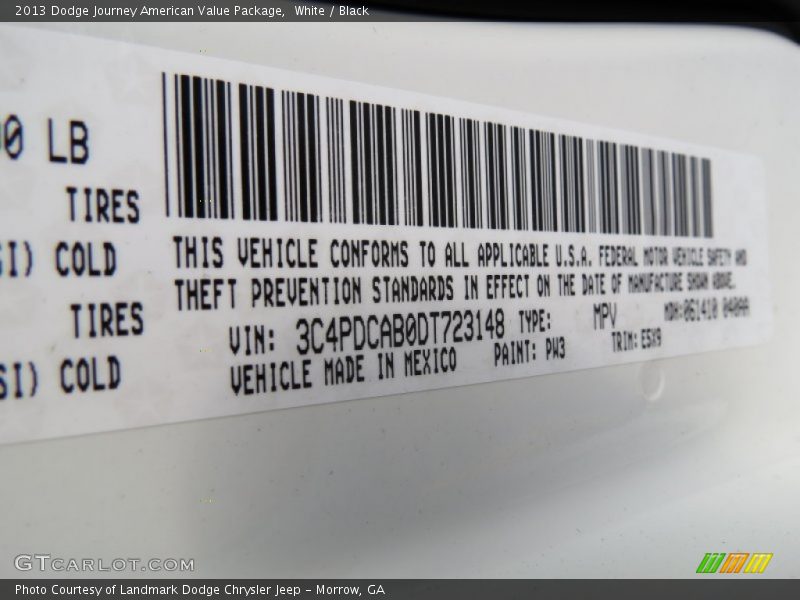 2013 Dodge Journey American Value Package, White / Black
0 LB
TIRES
SI) COLD
TIRES
SI) COLD
THIS VEHICLE CONFORMS TO ALL APPLICABLE U.S.A. FEDERAL MOTOR VEHICLE SAFETY AND
THEFT PREVENTION STANDARDS IN EFFECT ON THE DATE OF MANUFACTURE SHOWN ABOVE.
VIN: 3C4PDCAB0DT723148 TYPE: MPV MDH:061410 040AA
VEHICLE MADE IN MEXICO PAINT: PW3 TRIM: E5X9
GTCARLOT.COM
Photo Courtesy of Landmark Dodge Chrysler Jeep - Morrow, GA